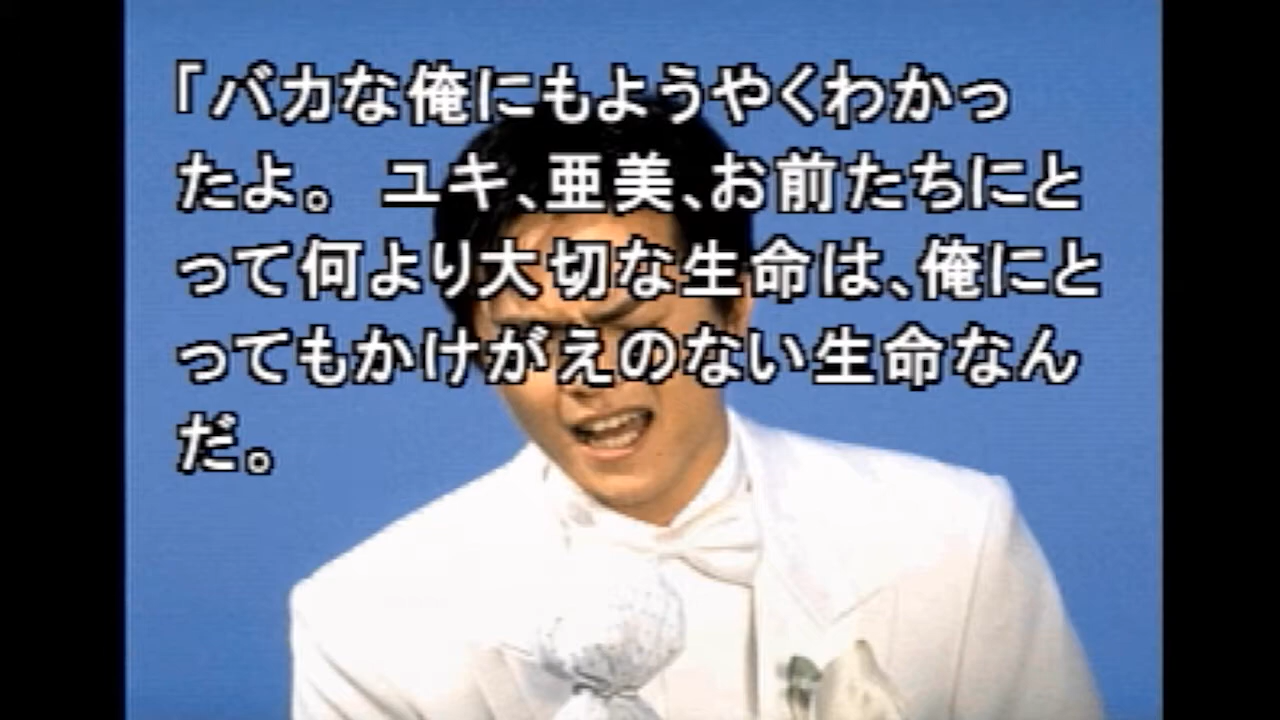 「バカな俺にもようやくわかっ
たよ。 ユキ、亜美、お前たちにと
って何より大切な生命は、俺にと
ってもかけがえのない生命なん
だ。